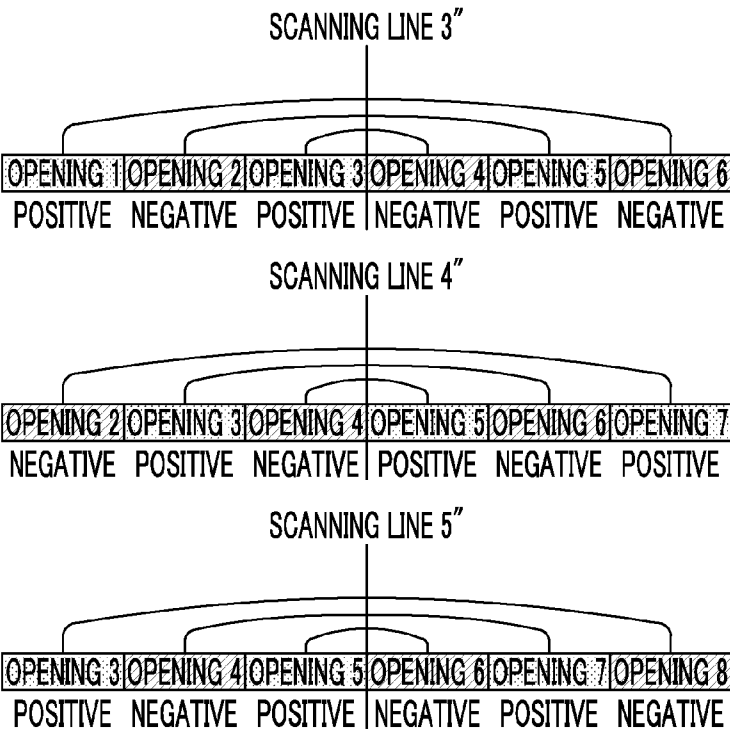 SCANNING LINE 3″
OPENING 1 OPENING 2 OPENING 3 OPENING 4 OPENING 5 OPENING 6
POSITIVE NEGATIVE POSITIVE NEGATIVE POSITIVE NEGATIVE
SCANNING LINE 4″
OPENING 2 OPENING 3 OPENING 4 OPENING 5 OPENING 6 OPENING 7
NEGATIVE POSITIVE NEGATIVE POSITIVE NEGATIVE POSITIVE
SCANNING LINE 5″
OPENING 3 OPENING 4 OPENING 5 OPENING 6 OPENING 7 OPENING 8
POSITIVE NEGATIVE POSITIVE NEGATIVE POSITIVE NEGATIVE